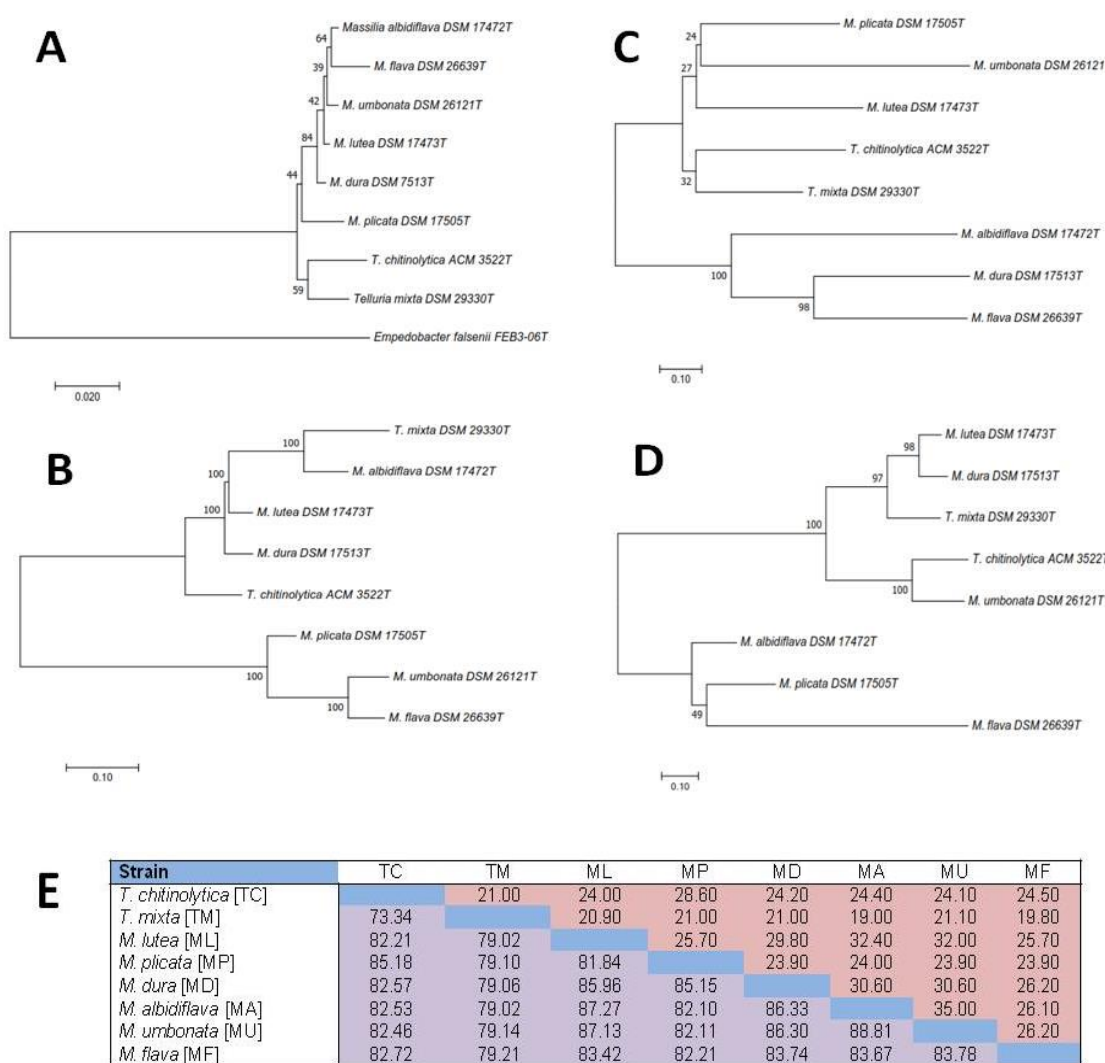 A
Massilia albidiflava DSM 17472T
64
39
M. flava DSM 26639T
42
M. umbonata DSM 26121T
84
M. lutea DSM 17473T
44
M. dura DSM 7513T
M. plicata DSM 17505T
T. chitinolytica ACM 3522T
59
Telluria mixta DSM 29330T
Empedobacter falsenii FEB3-06T
0.020
C
M. plicata DSM 17505T
24
27
M. umbonata DSM 26121
M. lutea DSM 17473T
T. chitinolytica ACM 3522T
32
T. mixta DSM 29330T
M. albidiflava DSM 17472T
100
M. dura DSM 17513T
98
M. flava DSM 26639T
0.10
B
T. mixta DSM 29330T
100
M. albidiflava DSM 17472T
100
M. lutea DSM 17473T
100
M. dura DSM 17513T
T. chitinolytica ACM 3522T
M. plicata DSM 17505T
100
M. umbonata DSM 26121T
100
M. flava DSM 26639T
0.10
D
M. lutea DSM 17473T
98
97
M. dura DSM 17513T
T. mixta DSM 29330T
100
T. chitinolytica ACM 3522T
100
M. umbonata DSM 26121T
M. albidiflava DSM 17472T
M. plicata DSM 17505T
49
M. flava DSM 26639T
0.10
E
Strain TC TM ML MP MD MA MU MF
T. chitinolytica [TC] 21.00 24.00 28.60 24.20 24.40 24.10 24.50
T. mixta [TM] 73.34 20.90 21.00 21.00 19.00 21.10 19.80
M. lutea [ML] 82.21 79.02 25.70 29.80 32.40 32.00 25.70
M. plicata [MP] 85.18 79.10 81.84 23.90 24.00 23.90 23.90
M. dura [MD] 82.57 79.06 85.96 85.15 30.60 30.60 26.20
M. albidiflava [MA] 82.53 79.02 87.27 82.10 86.33 35.00 26.10
M. umbonata [MU] 82.46 79.14 87.13 82.11 86.30 88.81 26.20
M. flava [MF] 82.72 79.21 83.42 82.21 83.74 83.67 83.78